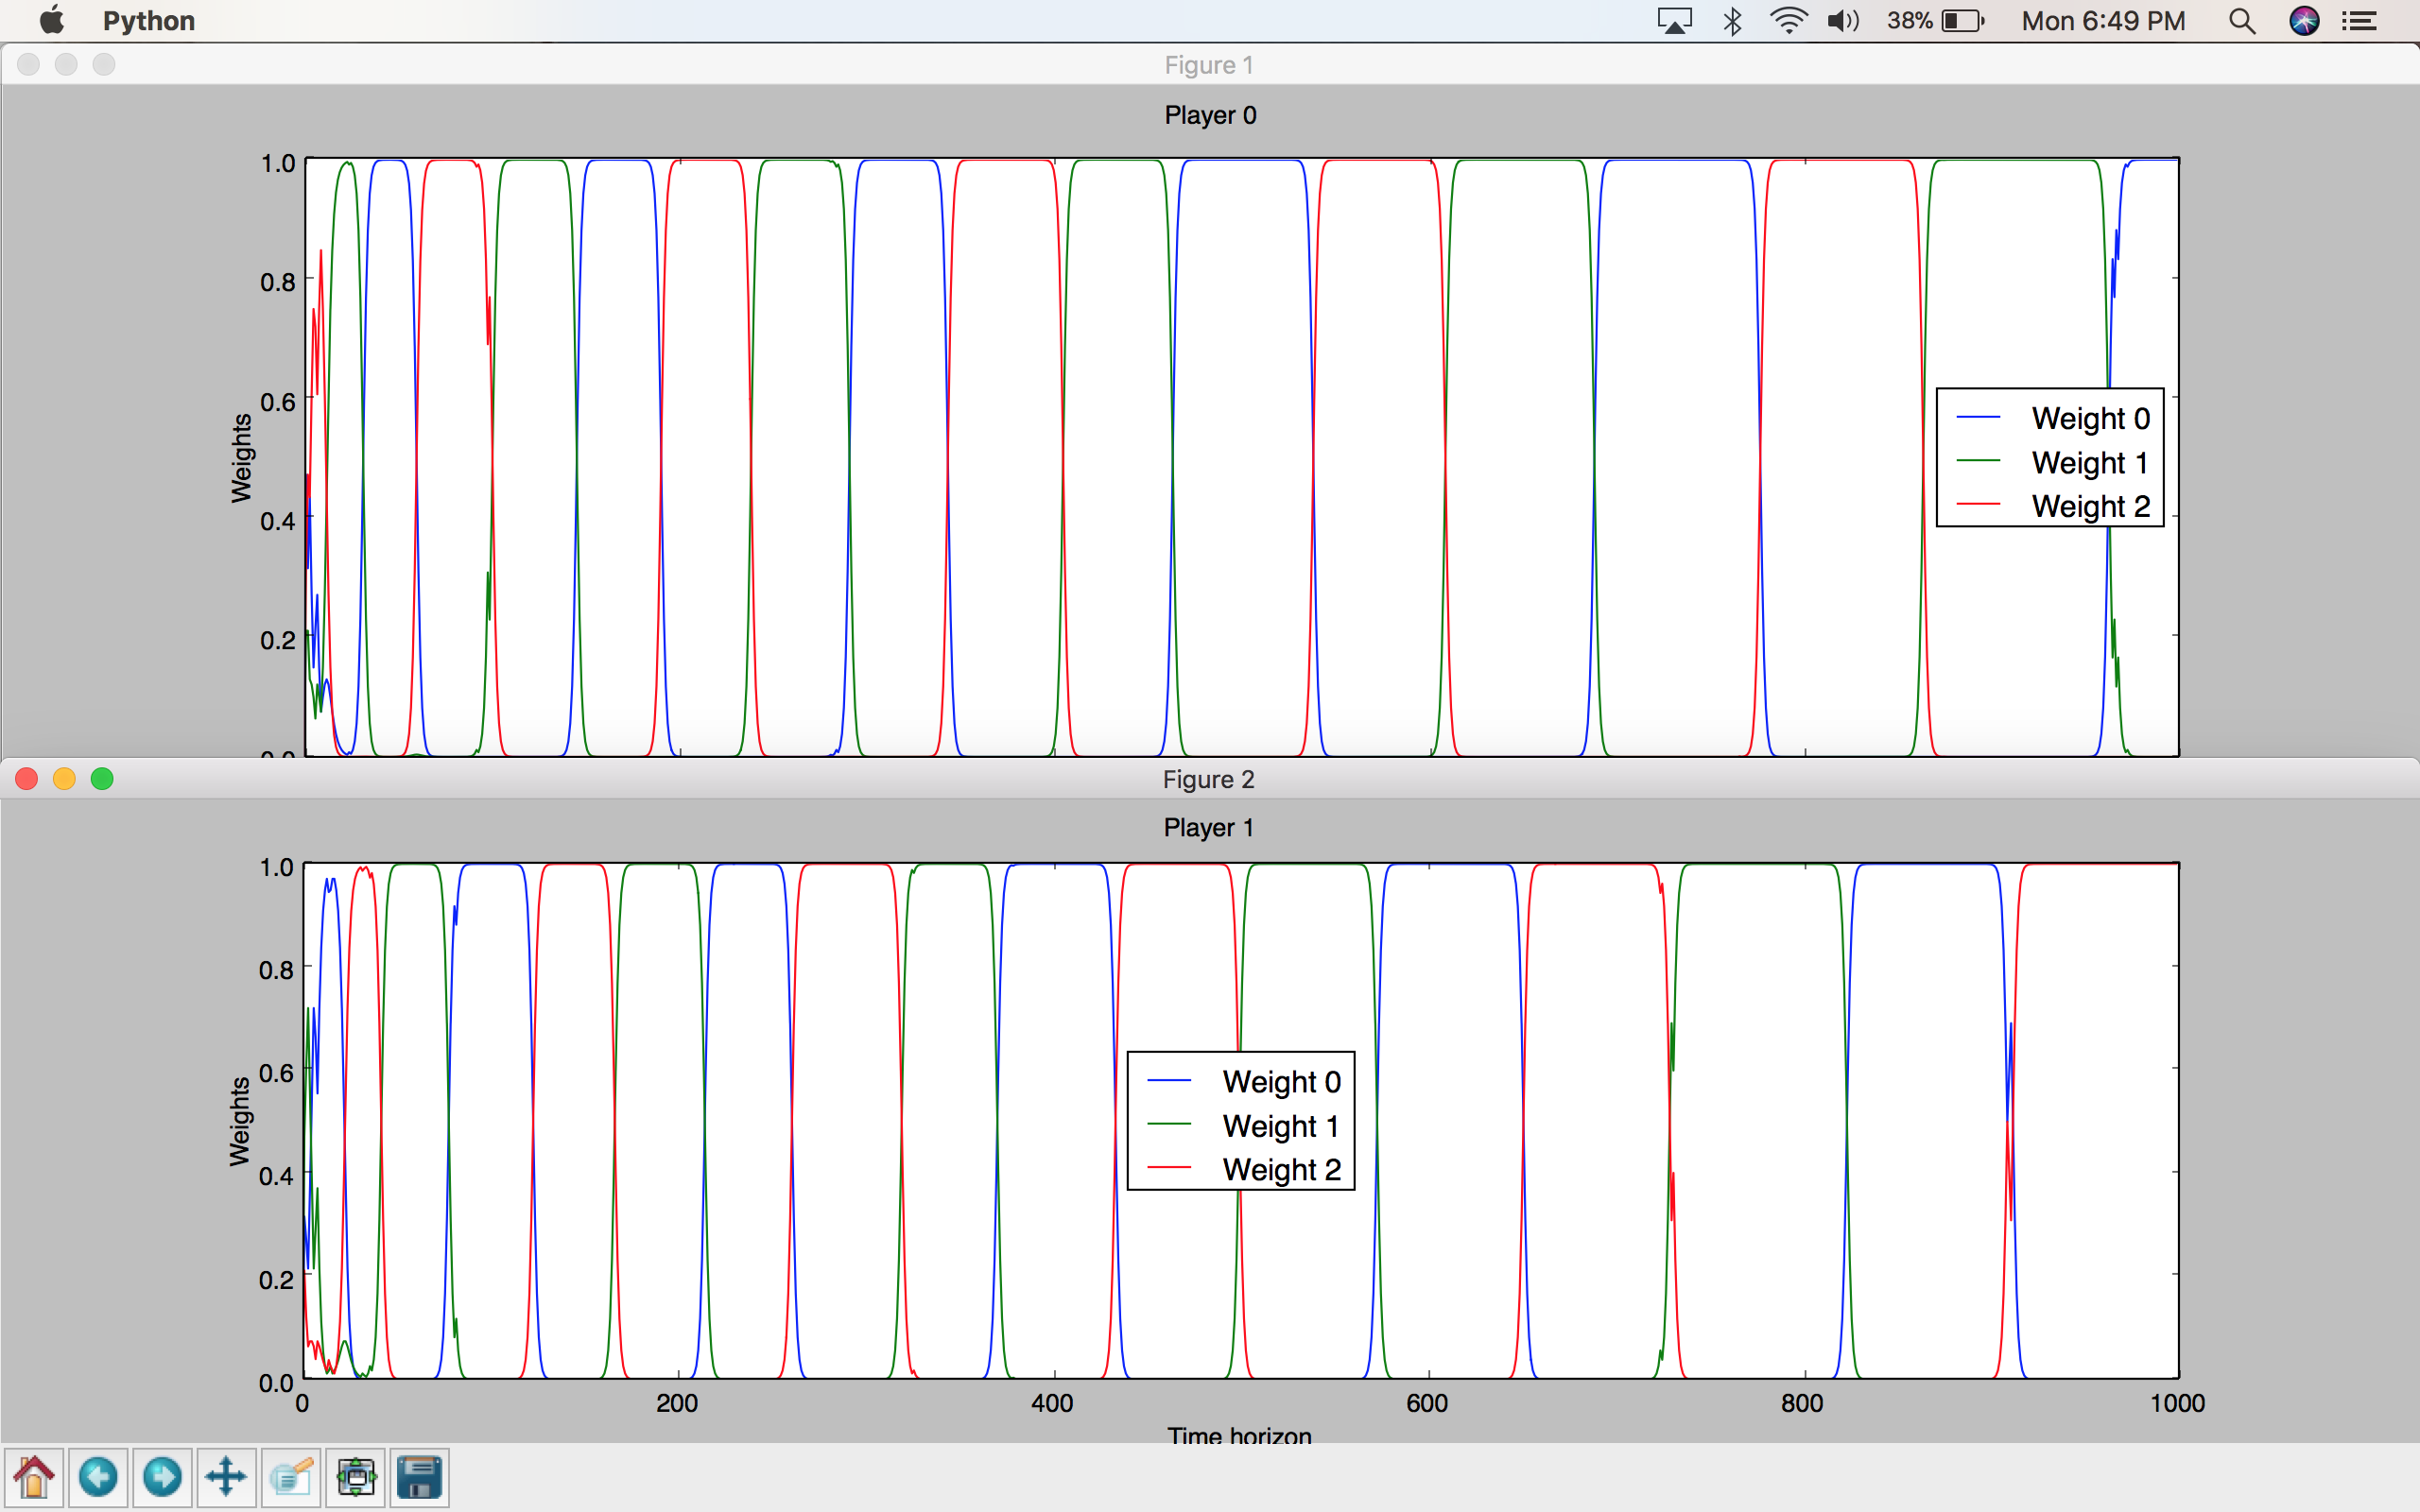 Python 38% Mon 6:49 PM
Figure 1
Player 0
1.0
0.8
0.6
0.4
0.2
0.0
Weights
Weight 0
Weight 1
Weight 2
Figure 2
Player 1
1.0
0.8
0.6
0.4
0.2
0.0
Weights
Weight 0
Weight 1
Weight 2
0 200 400 600 800 1000
Time horizon